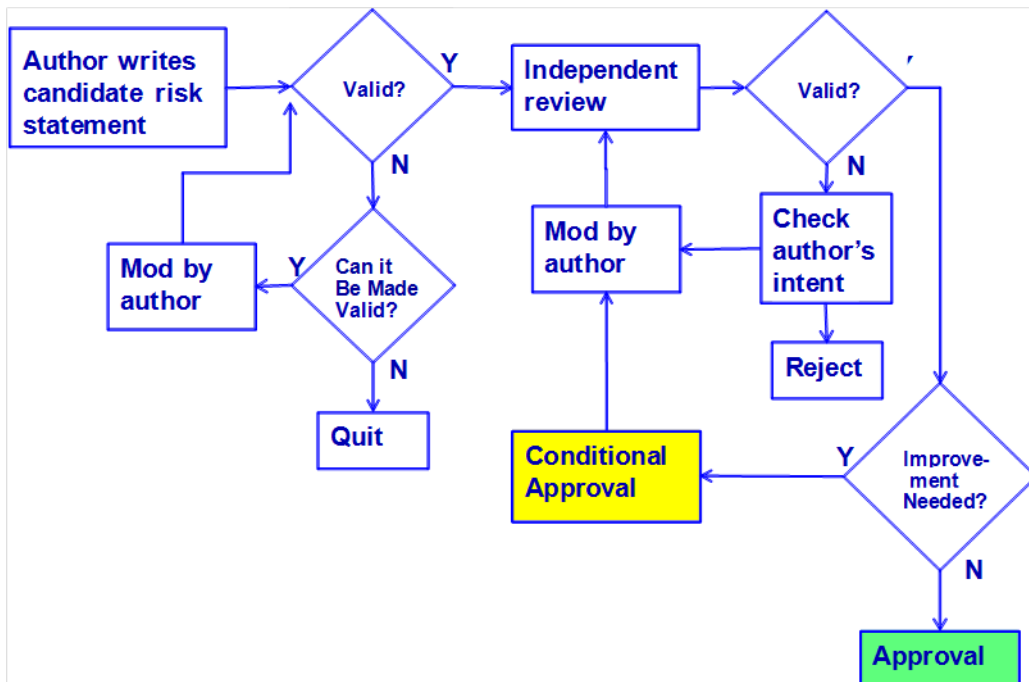 Author writes
candidate risk
statement
Valid?
Y
N
Mod by
author
Y
Can it
Be Made
Valid?
N
Quit
Independent
review
Valid?
N
Mod by
author
Check
author's
intent
Reject
Conditional
Approval
Y
Improve-
ment
Needed?
N
Approval